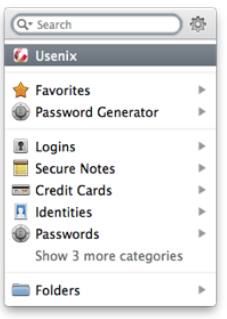 Search
Usenix
Favorites
Password Generator
Logins
Secure Notes
Credit Cards
Identities
Passwords
Show 3 more categories
Folders